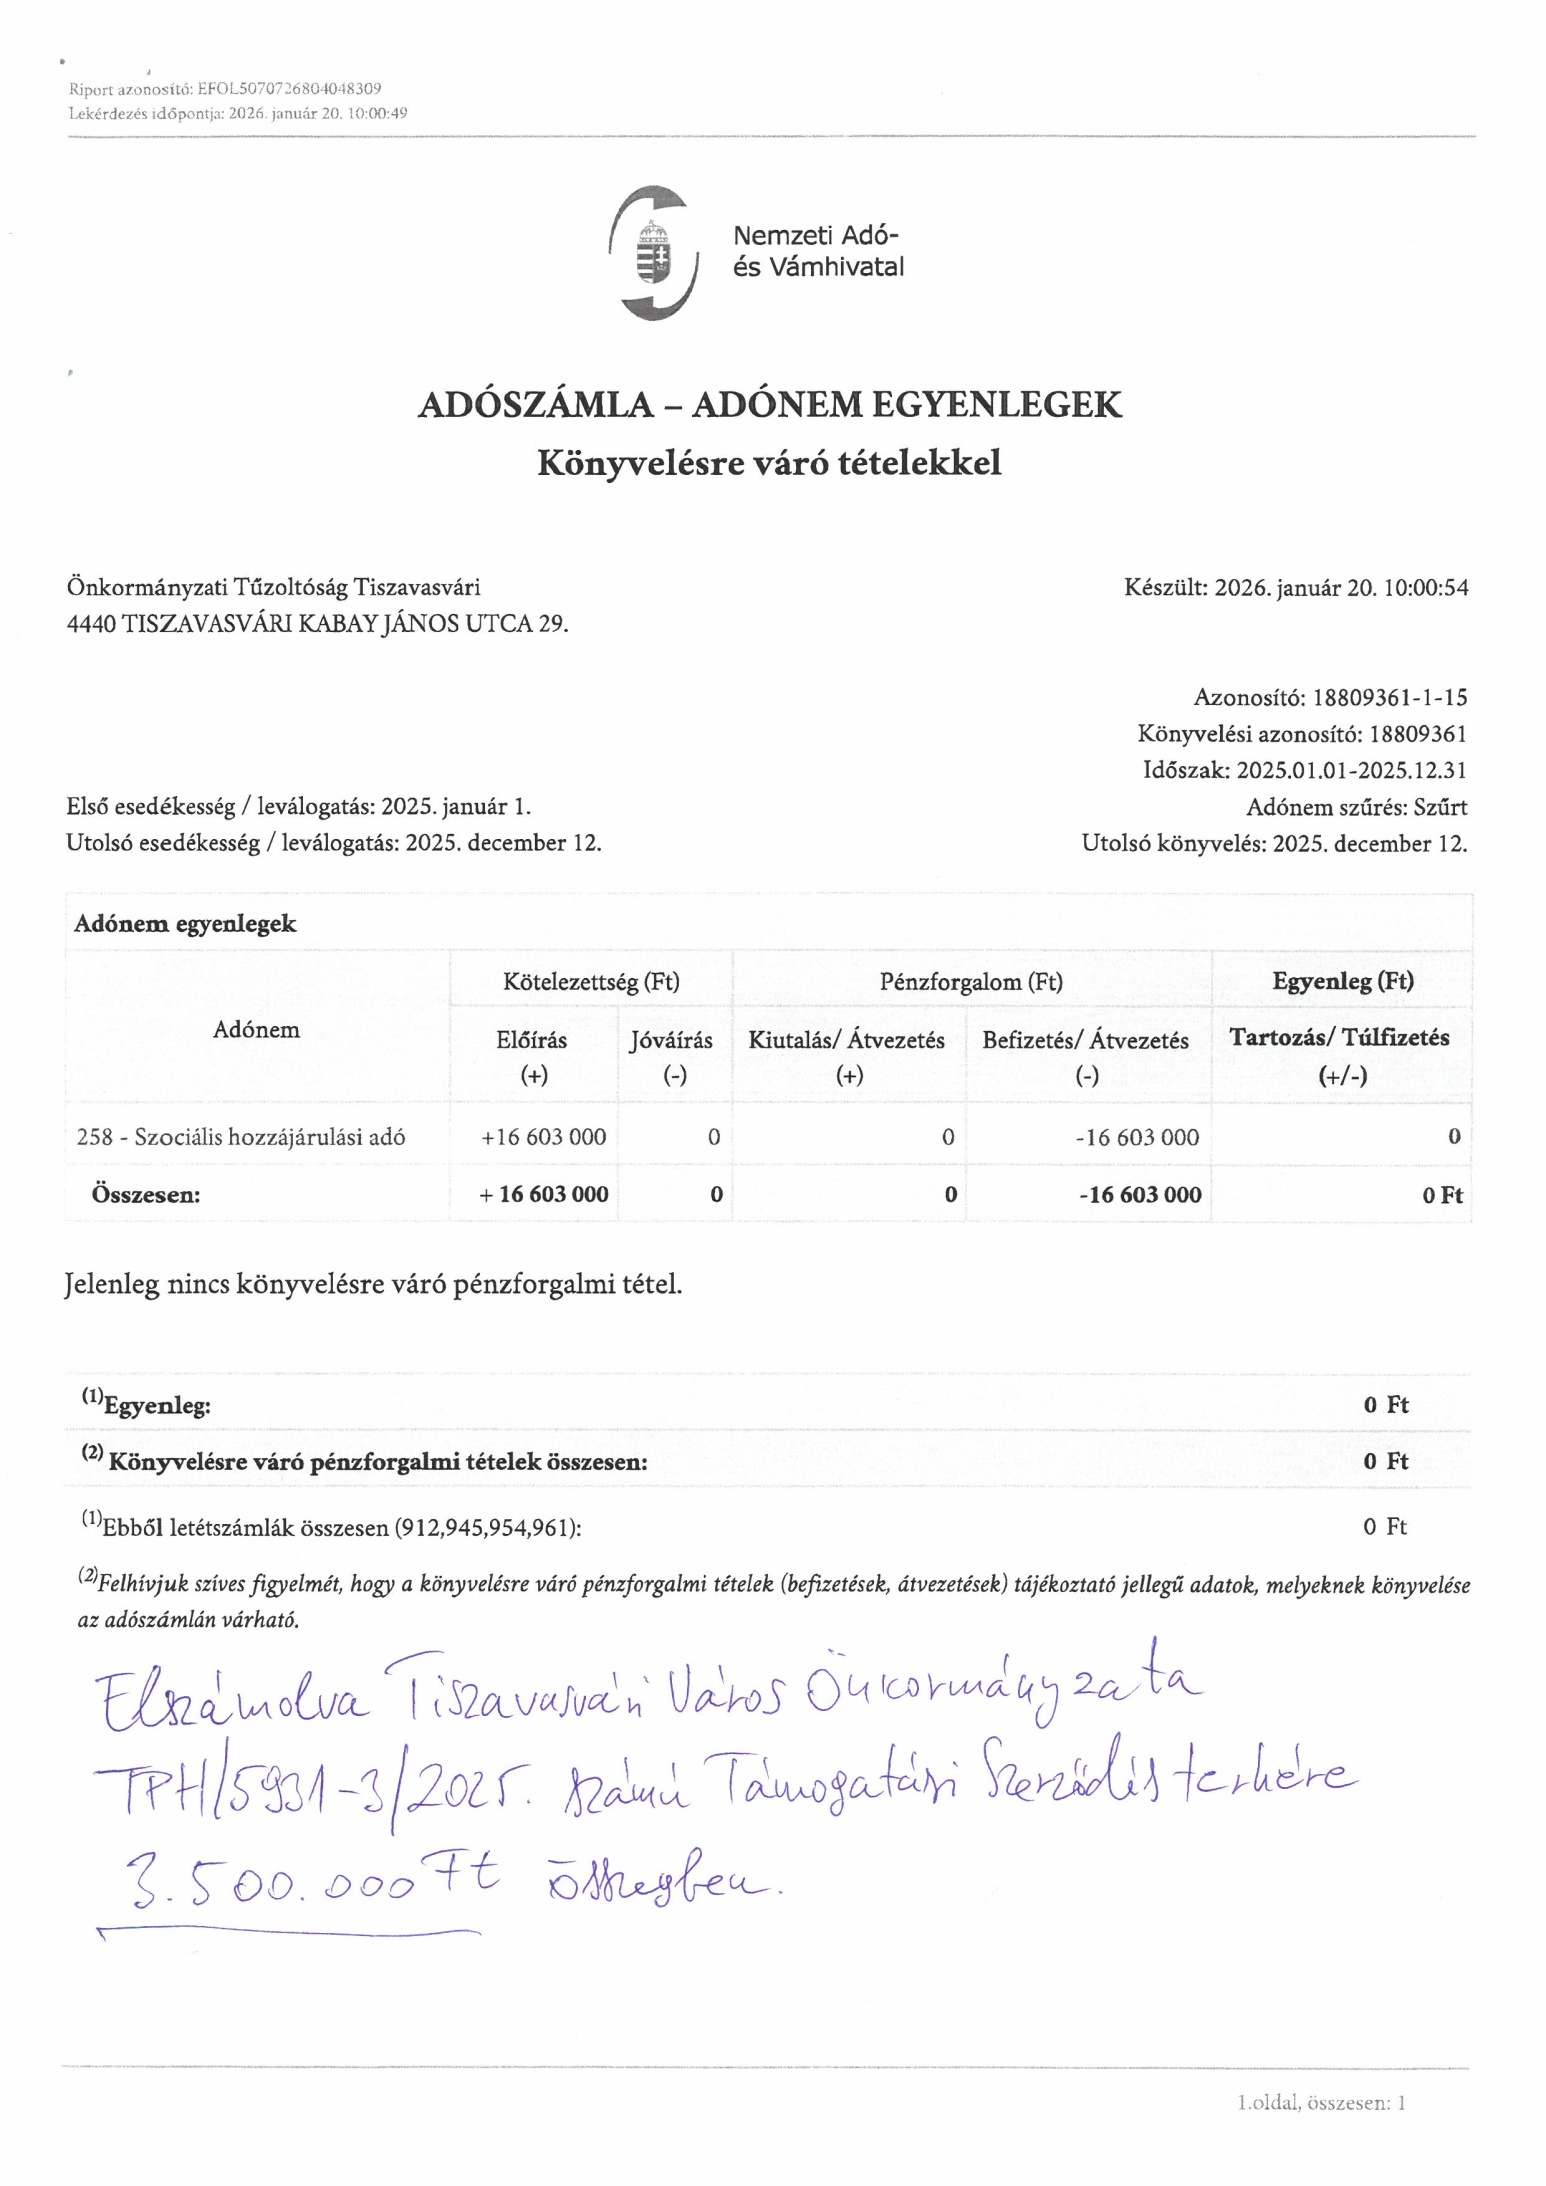 Riport azonosító: EFOL5070726804048309
Lekérdezés időpontja: 2026. január 20. 10:00:49
Nemzeti Adó-
és Vámhivatal
ADÓSZÁMLA – ADÓNEM EGYENLEGEK
Könyvelésre váró tételekkel
Önkormányzati Tűzoltóság Tiszavasvári
Készült: 2026. január 20. 10:00:54
4440 TISZAVASVÁRI KABAY JÁNOS UTCA 29.
Azonosító: 18809361-1-15
Könyvelési azonosító: 18809361
Időszak: 2025.01.01-2025.12.31
Első esedékesség / leválogatás: 2025. január 1.
Adónem szűrés: Szűrt
Utolsó esedékesség / leválogatás: 2025. december 12.
Utolsó könyvelés: 2025. december 12.
Adónem egyenlegek
Kötelezettség (Ft) Pénzforgalom (Ft) Egyenleg (Ft)
Adónem
Előírás Jóváírás Kiutalás/ Átvezetés Befizetés/ Átvezetés Tartozás/ Túlfizetés
(+) (-) (+) (-) (+/-)
258 - Szociális hozzájárulási adó +16 603 000 0 0 -16 603 000 0
Összesen: + 16 603 000 0 0 -16 603 000 0 Ft
Jelenleg nincs könyvelésre váró pénzforgalmi tétel.
(1)Egyenleg: 0 Ft
(2) Könyvelésre váró pénzforgalmi tételek összesen: 0 Ft
(1)Ebből letétszámlák összesen (912,945,954,961): 0 Ft
(2)Felhívjuk szíves figyelmét, hogy a könyvelésre váró pénzforgalmi tételek (befizetések, átvezetések) tájékoztató jellegű adatok, melyeknek könyvelése
az adószámlán várható.
Elszámolva Tiszavasvári Város Önkormányzata
TPH/5931-3/2025. számú Támogatási Szerződés terhére
3.500.000 Ft összegben.
1.oldal, összesen: 1